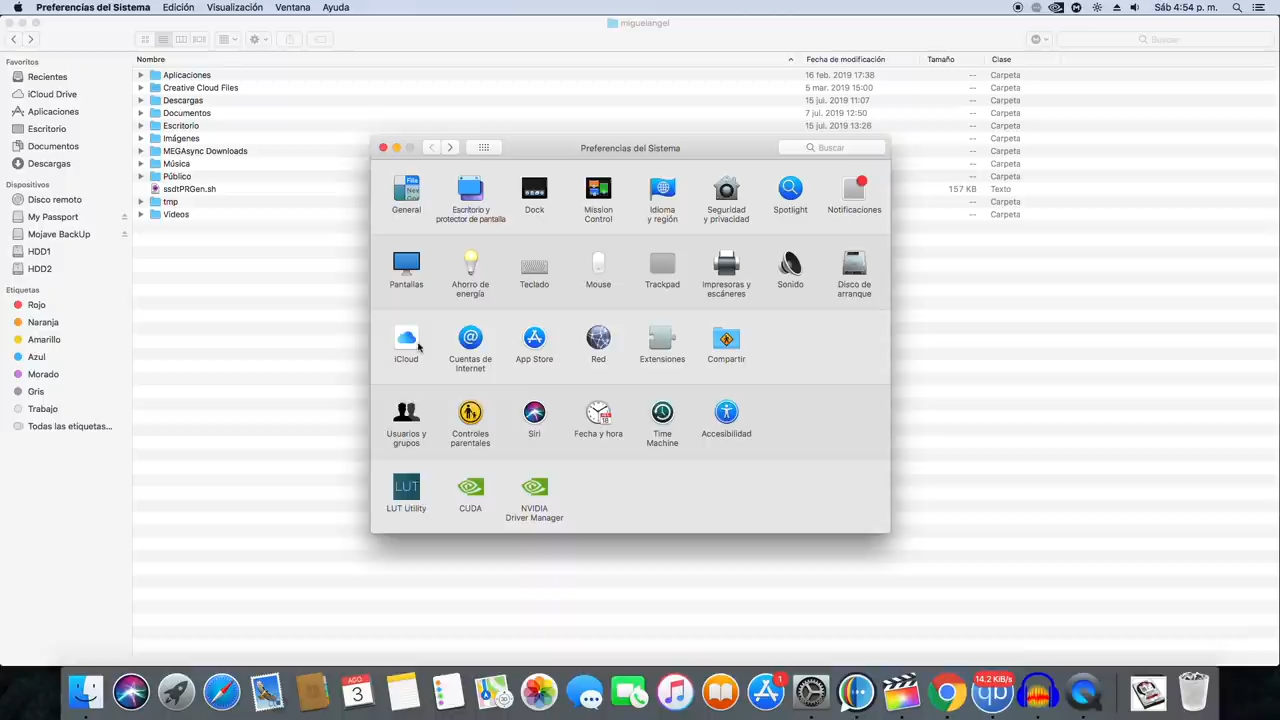 Preferencias del Sistema Edición Visualización Ventana Ayuda Sáb 4:54 p. m.
miguelangel
Buscar
Favoritos
Recientes
iCloud Drive
Aplicaciones
Escritorio
Documentos
Descargas
Dispositivos
Disco remoto
My Passport
Mojave BackUp
HDD1
HDD2
Etiquetas
Rojo
Naranja
Amarillo
Azul
Morado
Gris
Trabajo
Todas las etiquetas...
Nombre Fecha de modificación Tamaño Clase
Aplicaciones 16 feb. 2019 17:38 -- Carpeta
Creative Cloud Files 5 mar. 2019 15:00 -- Carpeta
Descargas 15 jul. 2019 11:07 -- Carpeta
Documentos 7 jul. 2019 12:50 -- Carpeta
Escritorio 15 jul. 2019 13:26 -- Carpeta
Imágenes -- Carpeta
MEGAsync Downloads -- Carpeta
Música -- Carpeta
Público -- Carpeta
ssdtPRGen.sh 157 KB Texto
tmp -- Carpeta
Videos -- Carpeta
Preferencias del Sistema
Buscar
General
Escritorio y
protector de pantalla
Dock
Mission
Control
Idioma
y región
Seguridad
y privacidad
Spotlight
Notificaciones
Pantallas
Ahorro de
energía
Teclado
Mouse
Trackpad
Impresoras y
escáneres
Sonido
Disco de
arranque
iCloud
Cuentas de
Internet
App Store
Red
Extensiones
Compartir
Usuarios y
grupos
Controles
parentales
Siri
Fecha y hora
Time
Machine
Accesibilidad
LUT
LUT Utility
CUDA
NVIDIA
Driver Manager
AGO
3
1
14.2 KiB/s
qb